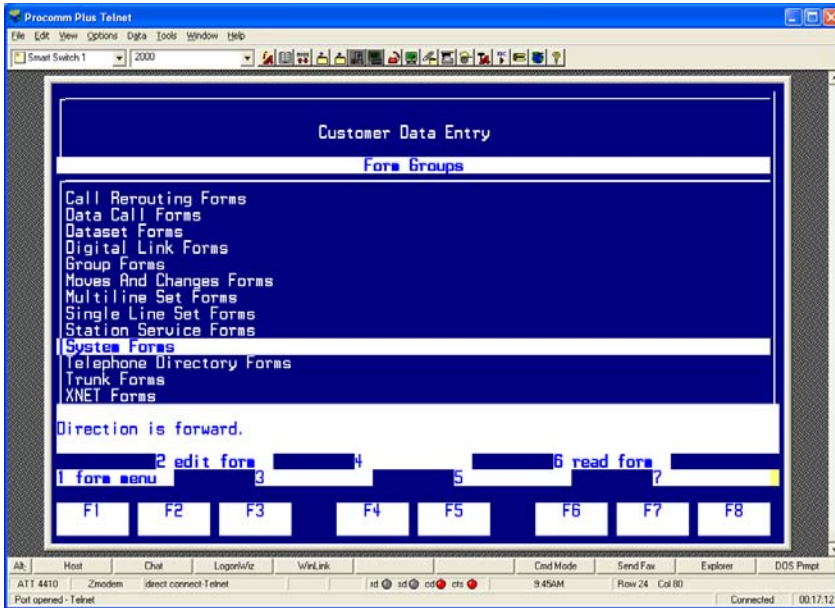 Procomm Plus Telnet
File Edit View Options Data Tools Window Help
Smart Switch 1 2000
Customer Data Entry
Form Groups
Call Rerouting Forms
Data Call Forms
Dataset Forms
Digital Link Forms
Group Forms
Moves And Changes Forms
Multiline Set Forms
Single Line Set Forms
Station Service Forms
System Forms
Telephone Directory Forms
Trunk Forms
XNET Forms
Direction is forward.
2 edit form 4 6 read form
1 form menu 3 5 7
F1 F2 F3 F4 F5 F6 F7 F8
Alt- Host Chat LogonWiz WinLink Cmd Mode Send Fax Explorer DOS Prmpt
ATT 4410 Zmodem direct connect-Telnet rd sd cd cts 9:45AM Row 24 Col 80
Port opened - Telnet Connected 00:17:12